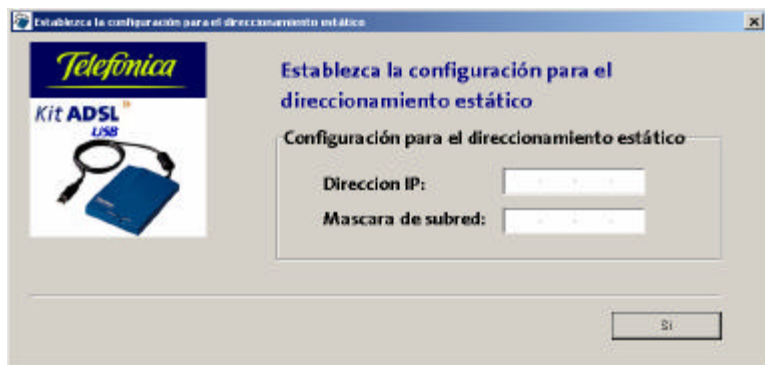 Establezca la configuración para el direccionamiento estático
Telefónica
Kit ADSL
USB
Establezca la configuración para el
direccionamiento estático
Configuración para el direccionamiento estático
Direccion IP:
Mascara de subred:
Si